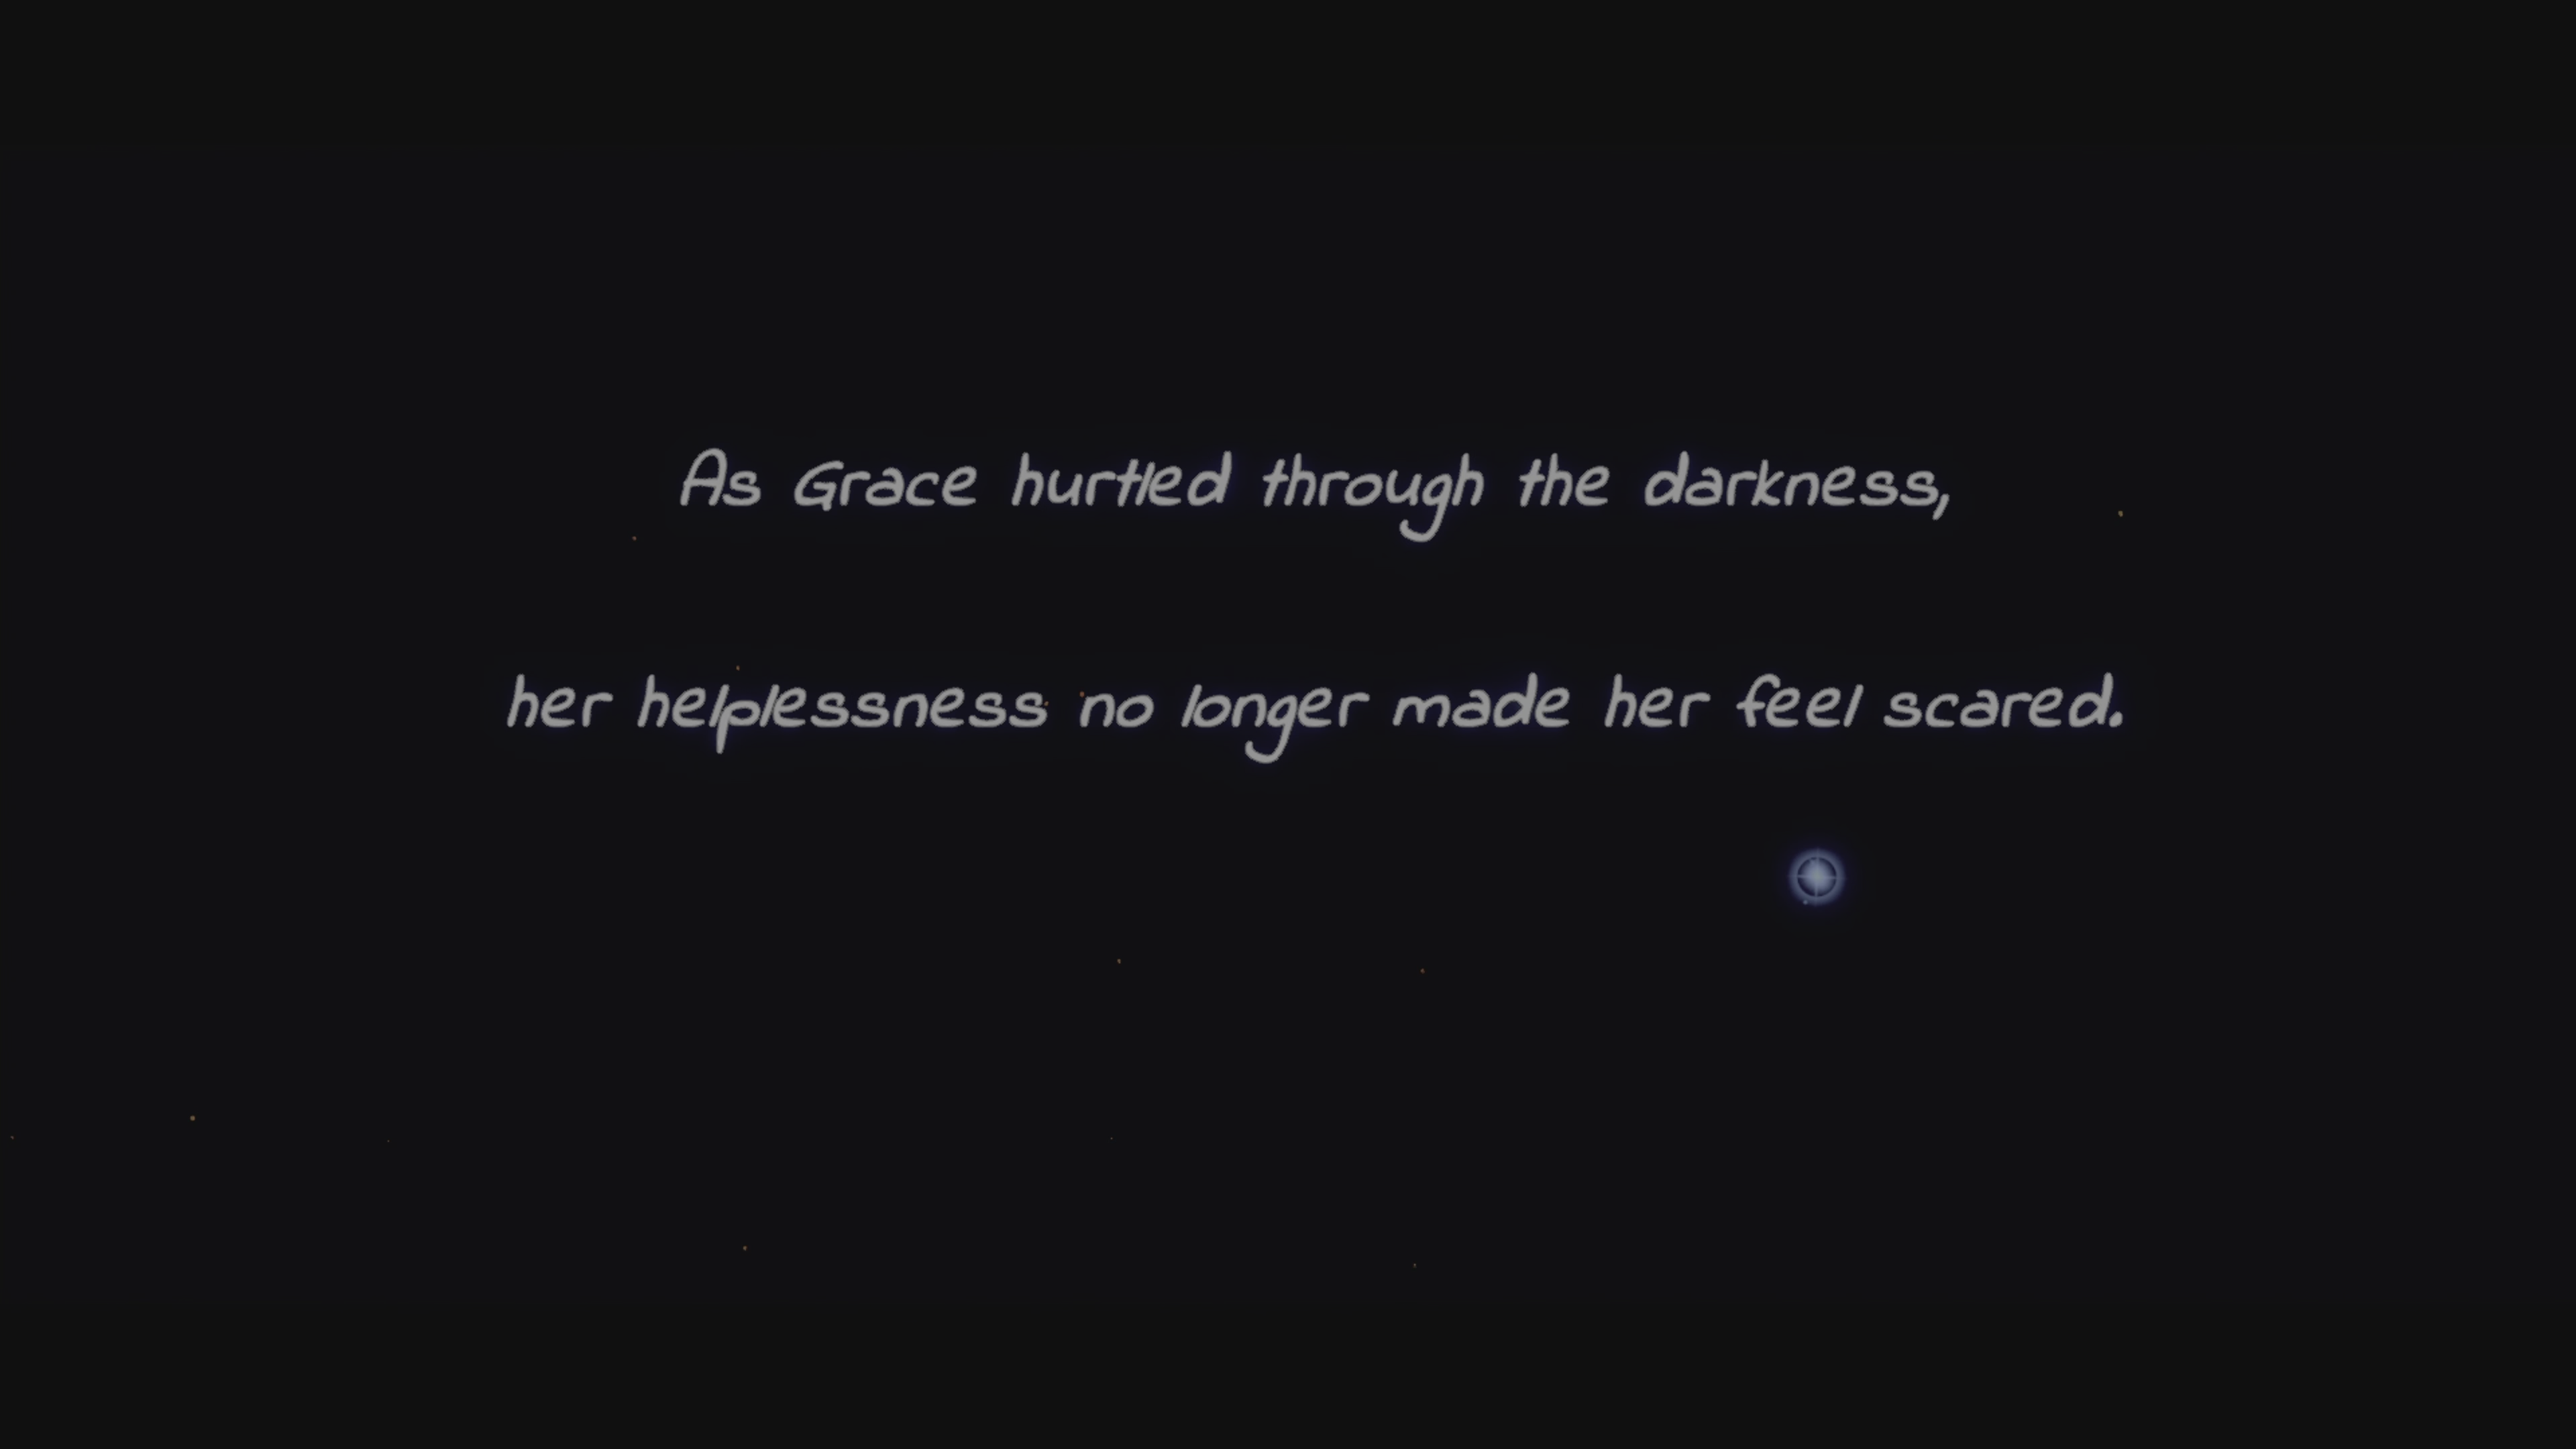 As Grace hurtled through the darkness,
her helplessness no longer made her feel scared.